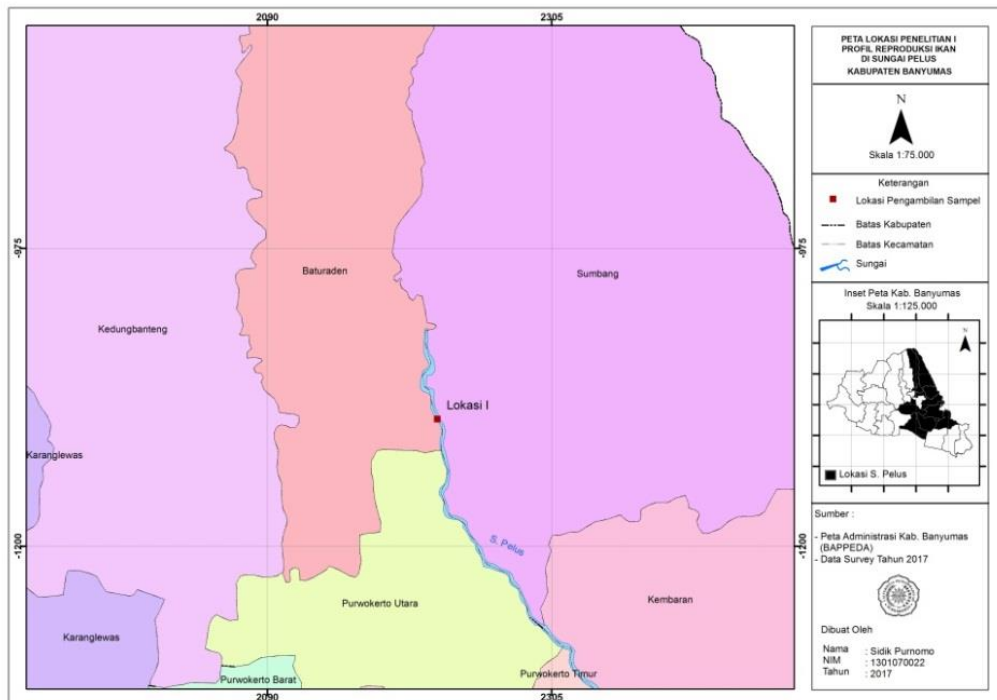 2090
2305
-975
-975
Baturaden
Sumbang
Kedungbanteng
Lokasi I
Karanglewas
S. Pelus
-1200
-1200
Purwokerto Utara
Kembaran
Karanglewas
Purwokerto Barat
Purwokerto Timur
2090
2305
PETA LOKASI PENELITIAN I
PROFIL REPRODUKSI IKAN
DI SUNGAI PELUS
KABUPATEN BANYUMAS
N
Skala 1:75.000
Keterangan
Lokasi Pengambilan Sampel
Batas Kabupaten
Batas Kecamatan
Sungai
Inset Peta Kab. Banyumas
Skala 1:125.000
N
Lokasi S. Pelus
Sumber :
- Peta Administrasi Kab. Banyumas
(BAPPEDA)
- Data Survey Tahun 2017
Dibuat Oleh
Nama : Sidik Purnomo
NIM : 1301070022
Tahun : 2017